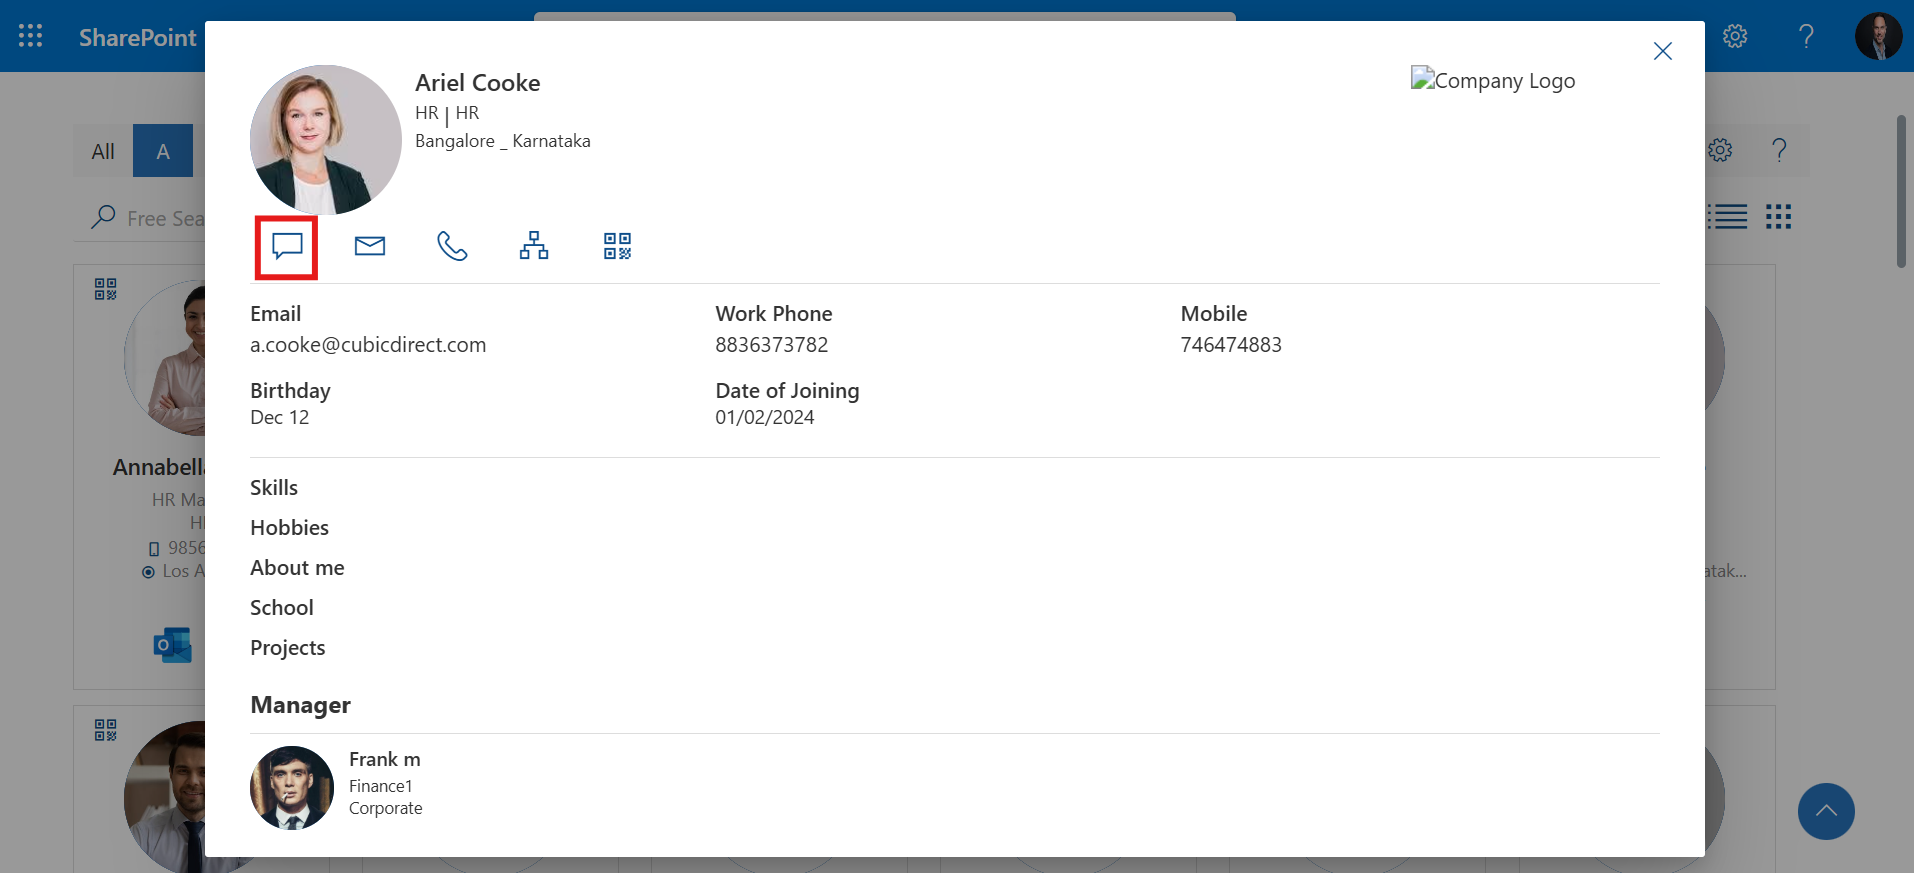 SharePoint
All
A
Free Sea
Annabella
HR Ma
HR
9856
Los A
Ariel Cooke
HR | HR
Bangalore _ Karnataka
Company Logo
Email
a.cooke@cubicdirect.com
Work Phone
8836373782
Mobile
746474883
Birthday
Dec 12
Date of Joining
01/02/2024
Skills
Hobbies
About me
School
Projects
Manager
Frank m
Finance1
Corporate
atak...